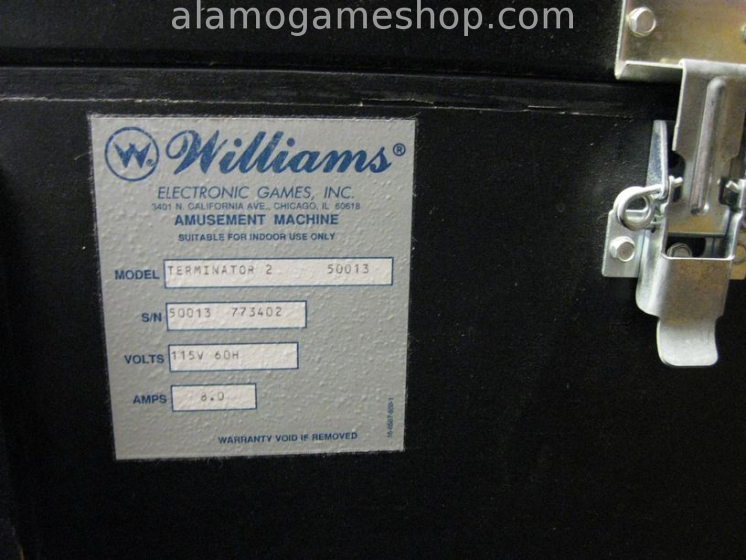 alamogameshop.com
W® Williams®
ELECTRONIC GAMES, INC.
3401 N. CALIFORNIA AVE., CHICAGO, IL 60618
AMUSEMENT MACHINE
SUITABLE FOR INDOOR USE ONLY
MODEL TERMINATOR 2 50013
S/N 50013 773402
VOLTS 115V 60H
AMPS 8.0
WARRANTY VOID IF REMOVED